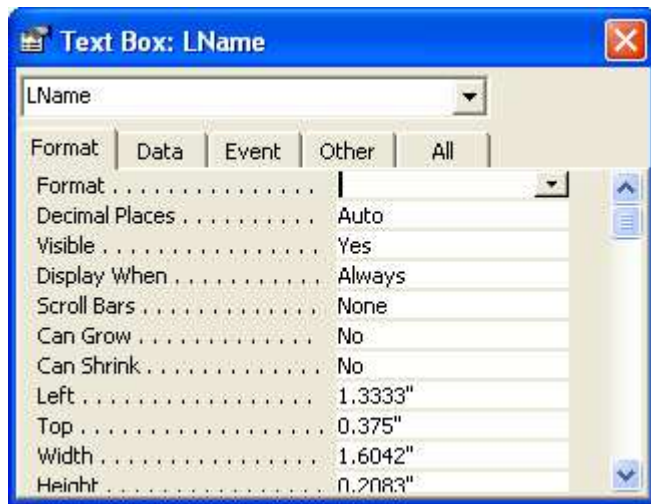 Text Box: LName
LName
Format Data Event Other All
Format . . . . . . . . . . . . . . .
Decimal Places . . . . . . . . . . Auto
Visible . . . . . . . . . . . . . . . . Yes
Display When . . . . . . . . . . . Always
Scroll Bars . . . . . . . . . . . . . None
Can Grow . . . . . . . . . . . . . No
Can Shrink . . . . . . . . . . . . . No
Left . . . . . . . . . . . . . . . . . . 1.3333"
Top . . . . . . . . . . . . . . . . . . 0.375"
Width . . . . . . . . . . . . . . . . 1.6042"
Height . . . . . . . . . . . . . . . . 0.2083"